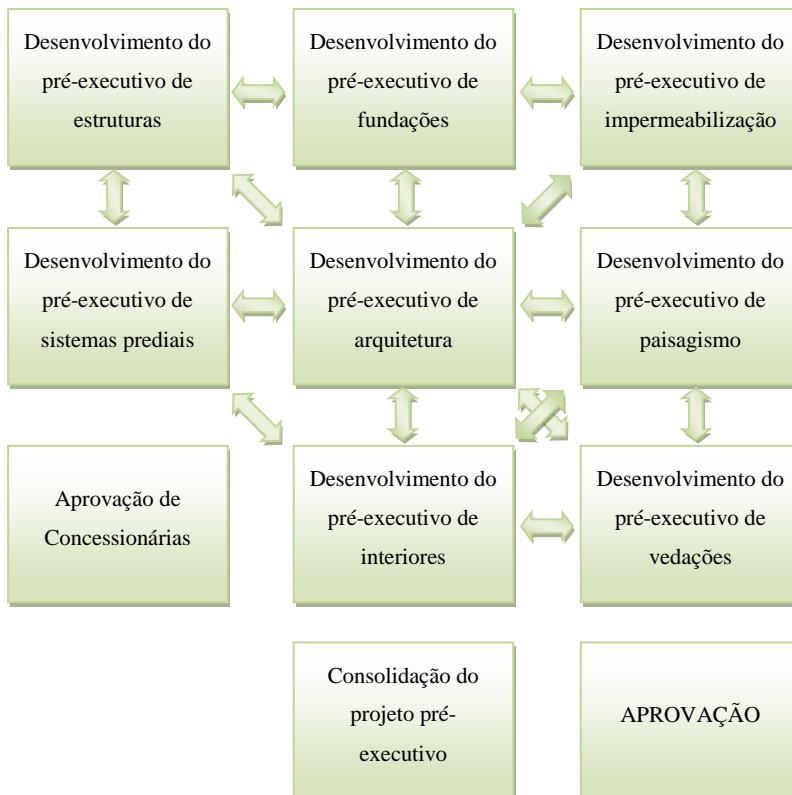 Desenvolvimento do
pré-executivo de
estruturas
Desenvolvimento do
pré-executivo de
fundações
Desenvolvimento do
pré-executivo de
impermeabilização
Desenvolvimento do
pré-executivo de
sistemas prediais
Desenvolvimento do
pré-executivo de
arquitetura
Desenvolvimento do
pré-executivo de
paisagismo
Aprovação de
Concessionárias
Desenvolvimento do
pré-executivo de
interiores
Desenvolvimento do
pré-executivo de
vedações
Consolidação do
projeto pré-
executivo
APROVAÇÃO